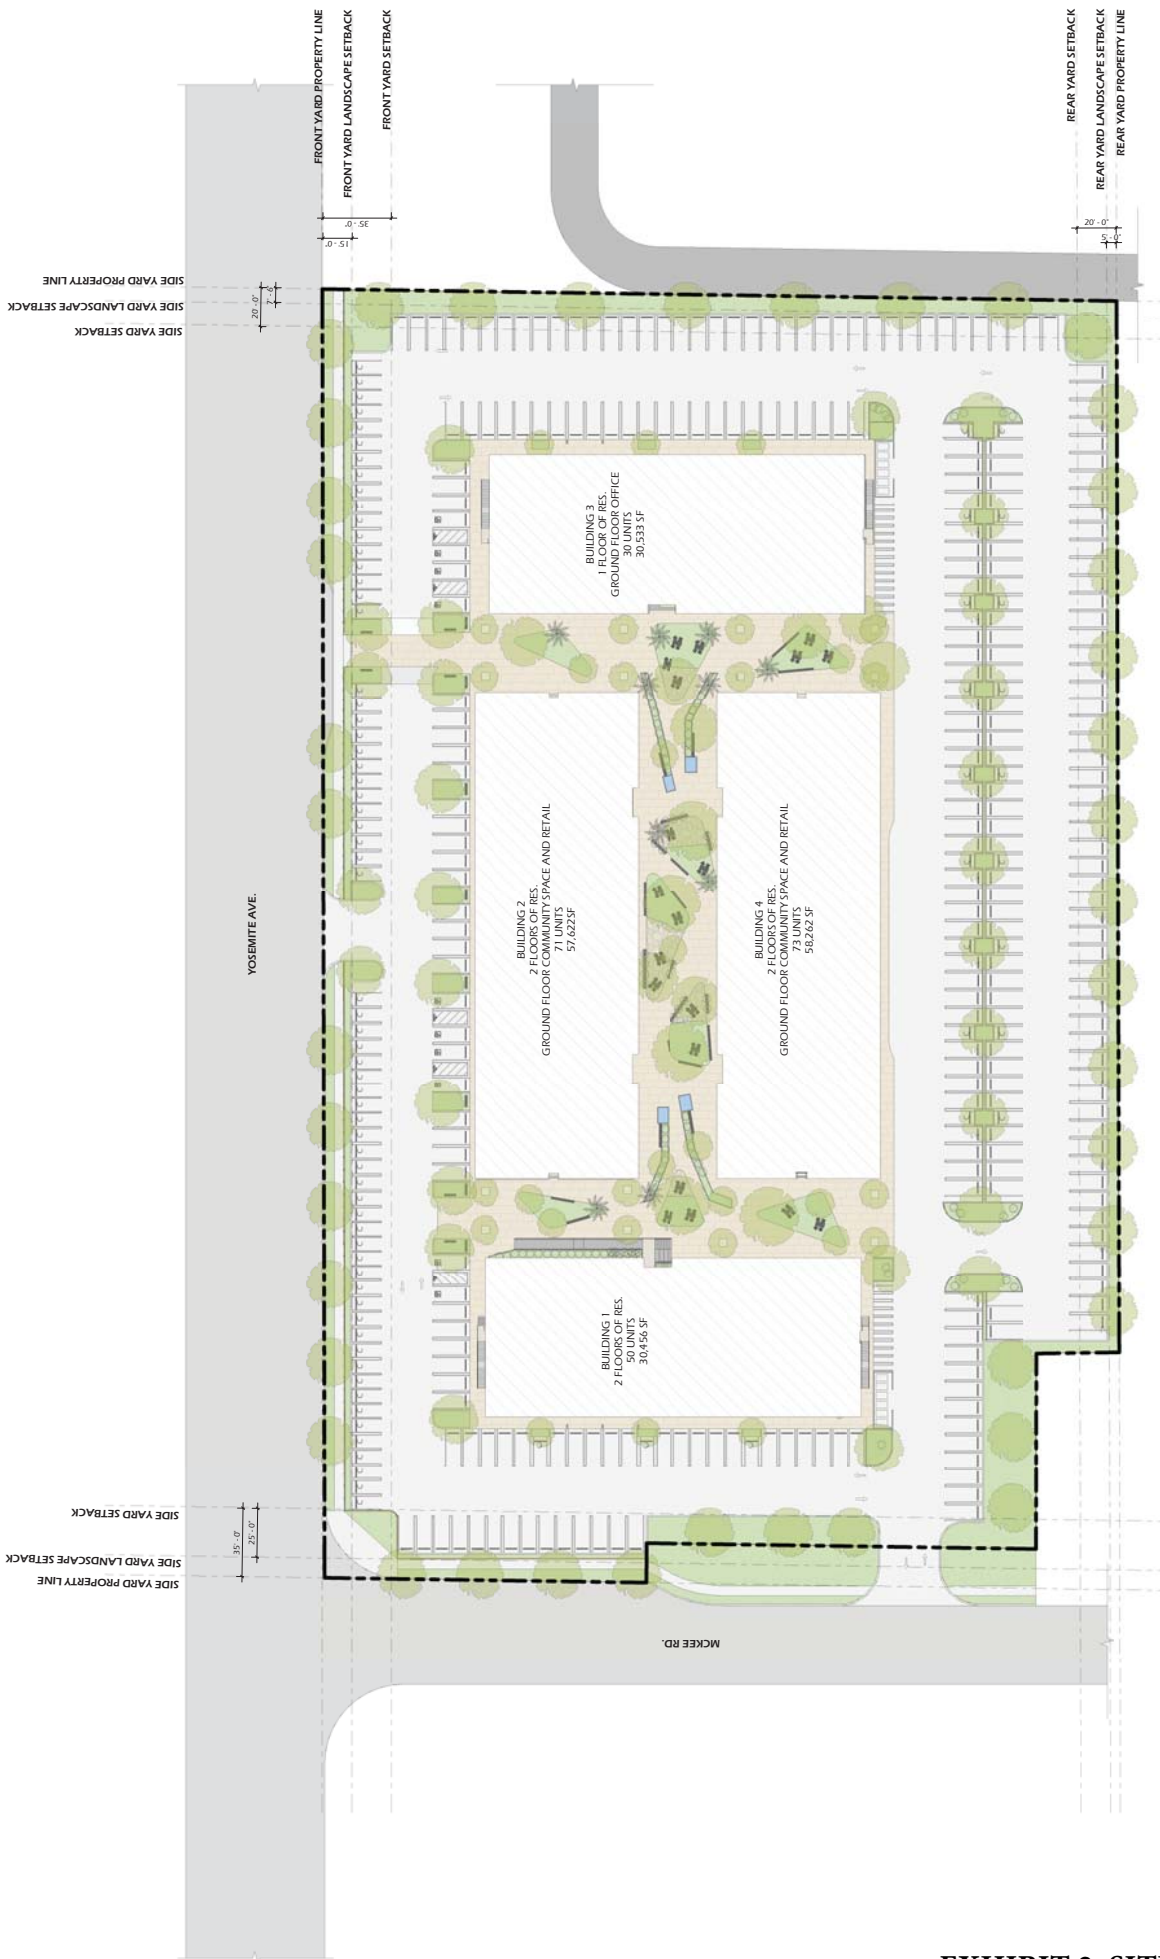 FRONT YARD PROPERTY LINE
FRONT YARD LANDSCAPE SETBACK
FRONT YARD SETBACK
REAR YARD SETBACK
REAR YARD LANDSCAPE SETBACK
REAR YARD PROPERTY LINE
35'-0"
15'-0"
20'-0"
5'-0"
SIDE YARD PROPERTY LINE
SIDE YARD LANDSCAPE SETBACK
SIDE YARD SETBACK
20'-0"
7'-6"
YOSEMITE AVE.
BUILDING 3
1 FLOOR OF RES.
GROUND FLOOR OFFICE
30 UNITS
30,533 SF
BUILDING 2
2 FLOORS OF RES.
GROUND FLOOR COMMUNITY SPACE AND RETAIL
71 UNITS
57,622SF
BUILDING 4
2 FLOORS OF RES.
GROUND FLOOR COMMUNITY SPACE AND RETAIL
73 UNITS
58,262 SF
BUILDING 1
2 FLOORS OF RES.
50 UNITS
30,456 SF
SIDE YARD SETBACK
SIDE YARD LANDSCAPE SETBACK
SIDE YARD PROPERTY LINE
35'-0"
25'-0"
MCKEE RD.